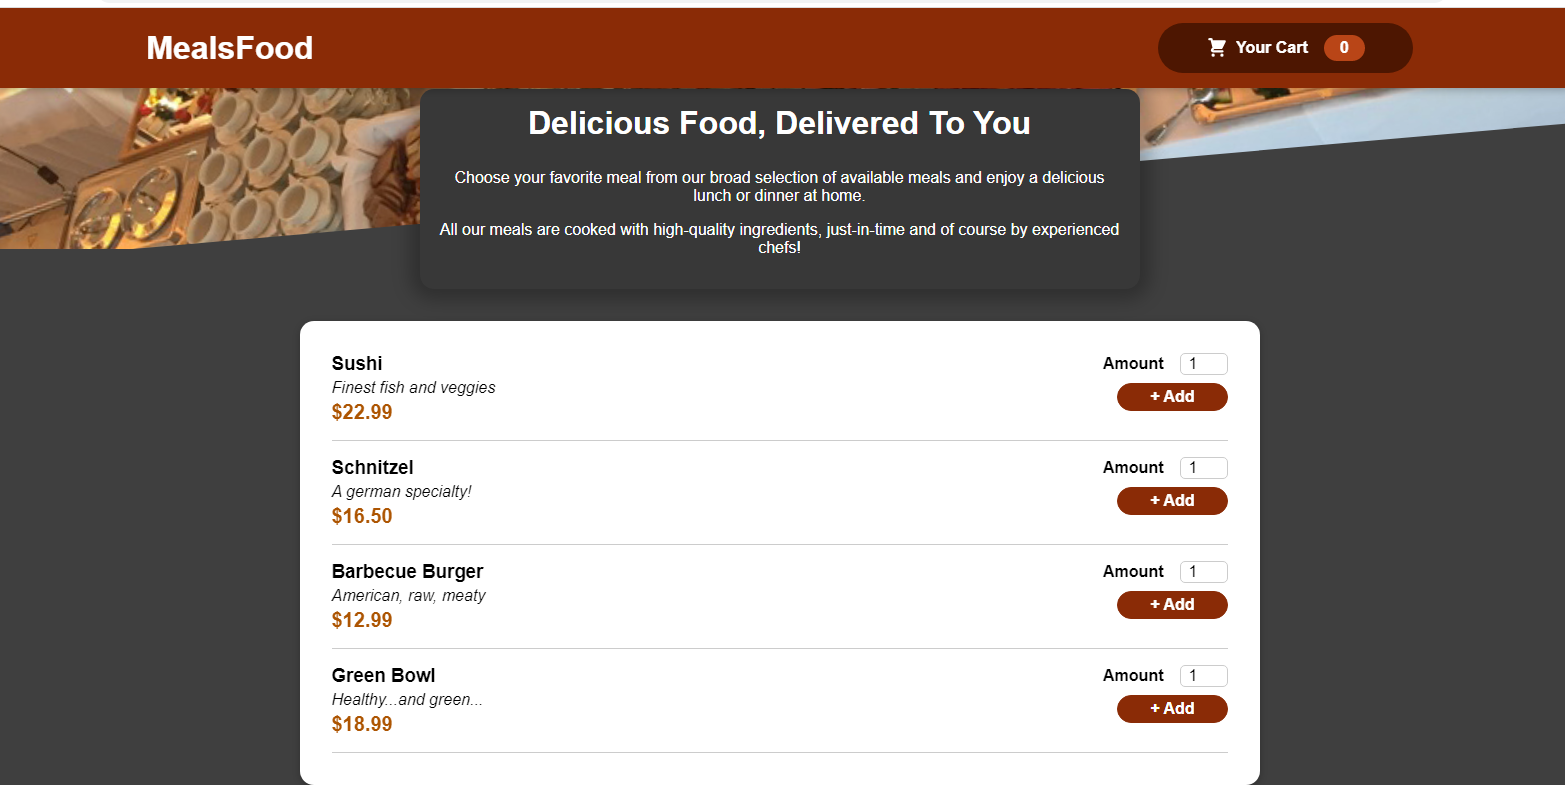 MealsFood
Your Cart 0
Delicious Food, Delivered To You
Choose your favorite meal from our broad selection of available meals and enjoy a delicious
lunch or dinner at home.
All our meals are cooked with high-quality ingredients, just-in-time and of course by experienced
chefs!
Sushi
Finest fish and veggies
$22.99
Amount 1
+ Add
Schnitzel
A german specialty!
$16.50
Amount 1
+ Add
Barbecue Burger
American, raw, meaty
$12.99
Amount 1
+ Add
Green Bowl
Healthy...and green...
$18.99
Amount 1
+ Add